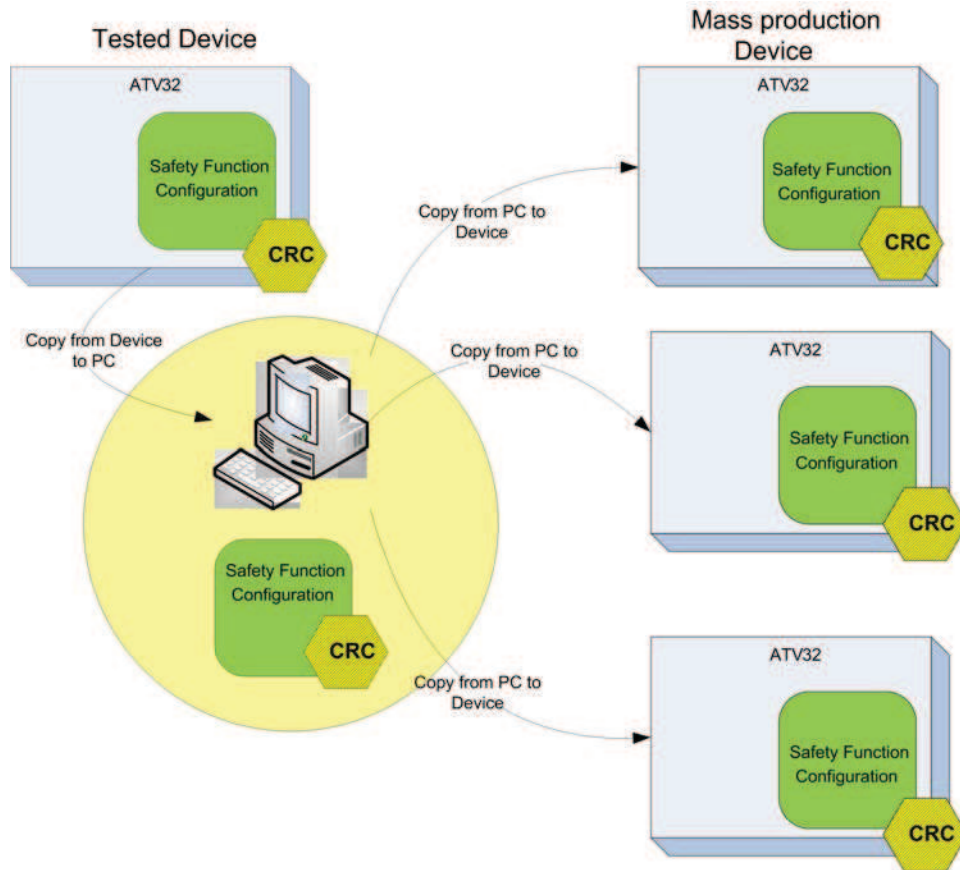 Tested Device
ATV32
Safety Function
Configuration
CRC
Mass production
Device
ATV32
Safety Function
Configuration
CRC
Copy from PC to
Device
Copy from Device
to PC
Copy from PC to
Device
ATV32
Safety Function
Configuration
CRC
Safety Function
Configuration
CRC
Copy from PC to
Device
ATV32
Safety Function
Configuration
CRC